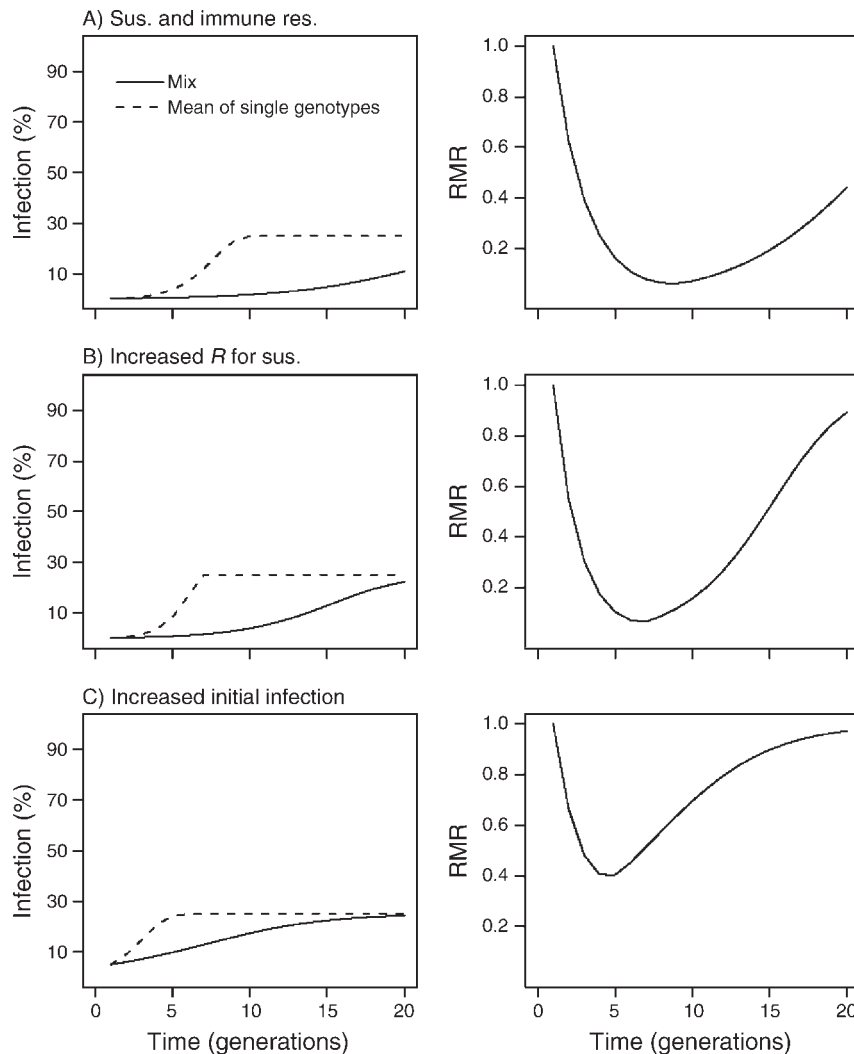 A) Sus. and immune res.
Infection (%)
90
70
50
30
10
Mix
Mean of single genotypes
RMR
1.0
0.8
0.6
0.4
0.2
B) Increased R for sus.
Infection (%)
90
70
50
30
10
RMR
1.0
0.8
0.6
0.4
0.2
C) Increased initial infection
Infection (%)
90
70
50
30
10
0 5 10 15 20
Time (generations)
RMR
1.0
0.8
0.6
0.4
0.2
0 5 10 15 20
Time (generations)